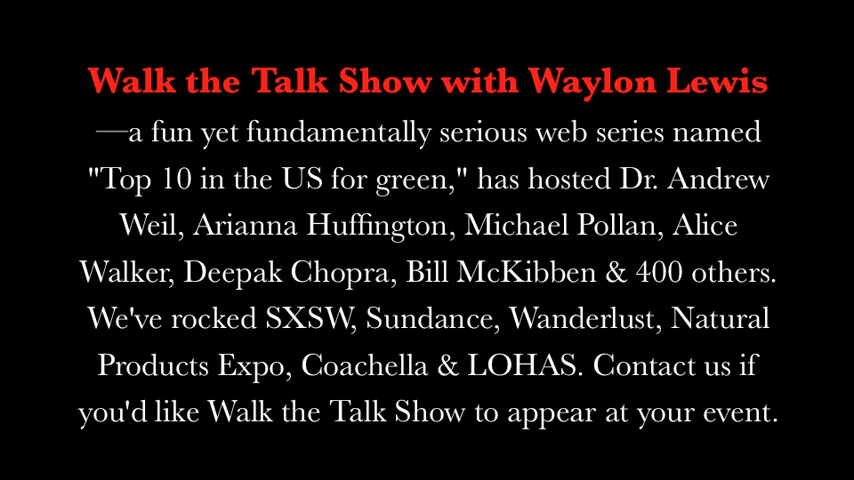 Walk the Talk Show with Waylon Lewis
—a fun yet fundamentally serious web series named
"Top 10 in the US for green," has hosted Dr. Andrew
Weil, Arianna Huffington, Michael Pollan, Alice
Walker, Deepak Chopra, Bill McKibben & 400 others.
We've rocked SXSW, Sundance, Wanderlust, Natural
Products Expo, Coachella & LOHAS. Contact us if
you'd like Walk the Talk Show to appear at your event.